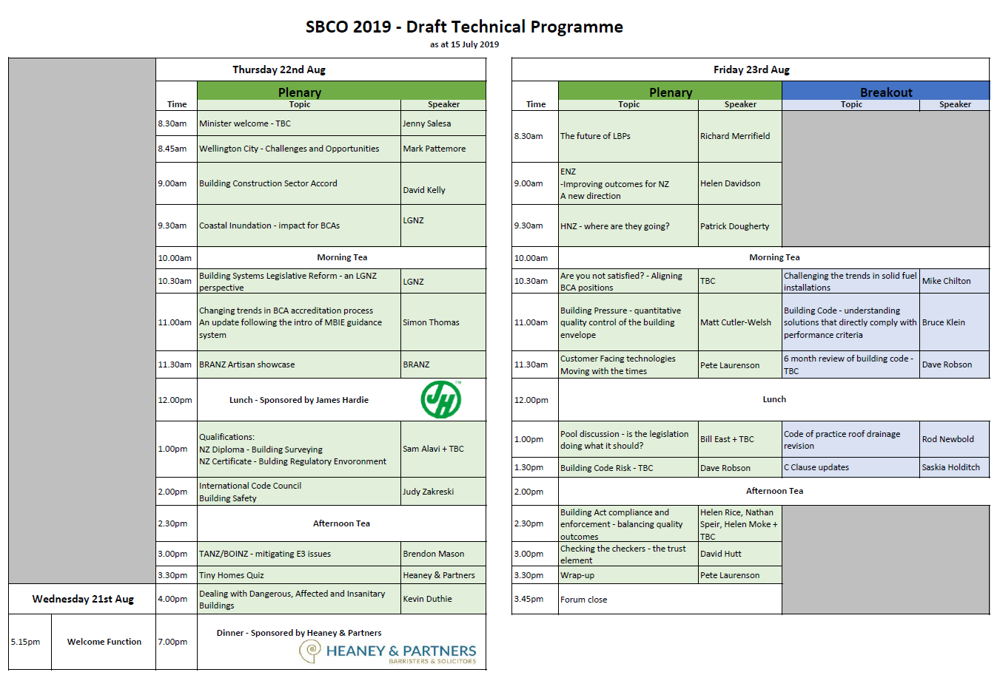 SBCO 2019 - Draft Technical Programme
as at 15 July 2019
Thursday 22nd Aug
Plenary
Time Topic Speaker
8.30am Minister welcome - TBC Jenny Salesa
8.45am Wellington City - Challenges and Opportunities Mark Pattemore
9.00am Building Construction Sector Accord David Kelly
9.30am Coastal Inundation - impact for BCAs LGNZ
10.00am Morning Tea
10.30am Building Systems Legislative Reform - an LGNZ
perspective LGNZ
11.00am Changing trends in BCA accreditation process
An update following the intro of MBIE guidance
system Simon Thomas
11.30am BRANZ Artisan showcase BRANZ
12.00pm Lunch - Sponsored by James Hardie JH TM
1.00pm Qualifications:
NZ Diploma - Building Surveying
NZ Certificate - Bulding Regulatory Envoronment Sam Alavi + TBC
2.00pm International Code Council
Building Safety Judy Zakreski
2.30pm Afternoon Tea
3.00pm TANZ/BOINZ - mitigating E3 issues Brendon Mason
3.30pm Tiny Homes Quiz Heaney & Partners
Wednesday 21st Aug
4.00pm Dealing with Dangerous, Affected and Insanitary
Buildings Kevin Duthie
5.15pm Welcome Function
7.00pm Dinner - Sponsored by Heaney & Partners
HEANEY & PARTNERS
BARRISTERS & SOLICITORS
Friday 23rd Aug
Plenary Breakout
Time Topic Speaker Topic Speaker
8.30am The future of LBPs Richard Merrifield
9.00am ENZ
-Improving outcomes for NZ
A new direction Helen Davidson
9.30am HNZ - where are they going? Patrick Dougherty
10.00am Morning Tea
10.30am Are you not satisfied? - Aligning
BCA positions TBC
Challenging the trends in solid fuel
installations Mike Chilton
11.00am Building Pressure - quantitative
quality control of the building
envelope Matt Cutler-Welsh
Building Code - understanding
solutions that directly comply with
performance criteria Bruce Klein
11.30am Customer Facing technologies
Moving with the times Pete Laurenson
6 month review of building code -
TBC Dave Robson
12.00pm Lunch
1.00pm Pool discussion - is the legislation
doing what it should? Bill East + TBC
Code of practice roof drainage
revision Rod Newbold
1.30pm Building Code Risk - TBC Dave Robson C Clause updates Saskia Holditch
2.00pm Afternoon Tea
2.30pm Building Act compliance and
enforcement - balancing quality
outcomes
Helen Rice, Nathan
Speir, Helen Moke +
TBC
3.00pm Checking the checkers - the trust
element David Hutt
3.30pm Wrap-up Pete Laurenson
3.45pm Forum close